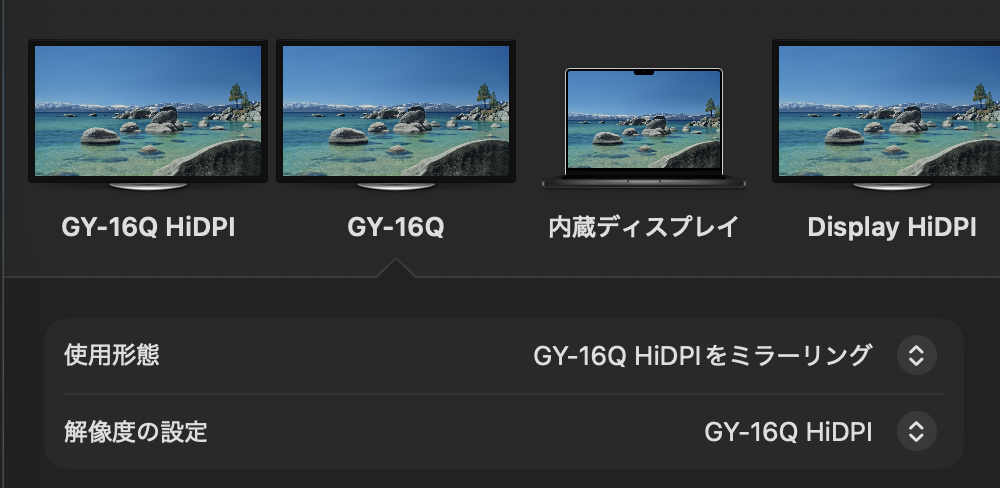 GY-16Q HiDPI
GY-16Q
内蔵ディスプレイ
Display HiDPI
使用形態
GY-16Q HiDPIをミラーリング
解像度の設定
GY-16Q HiDPI